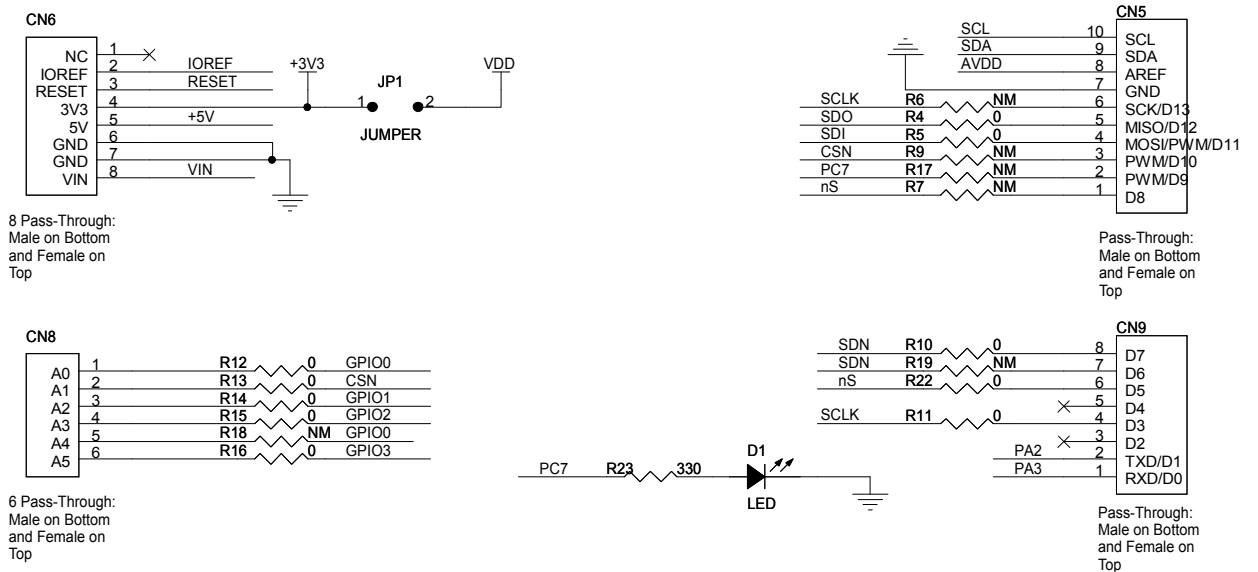 CN6
NC 1
IOREF 2 IOREF
RESET 3 RESET
3V3 4
5V 5 +5V
GND 6
GND 7
VIN 8 VIN
+3V3
JP1
1 2
JUMPER
VDD
8 Pass-Through:
Male on Bottom
and Female on
Top
CN5
SCL 10 SCL
SDA 9 SDA
AVDD 8 AREF
7 GND
SCLK R6 NM 6 SCK/D13
SDO R4 0 5 MISO/D12
SDI R5 0 4 MOSI/PWM/D11
CSN R9 NM 3 PWM/D10
PC7 R17 NM 2 PWM/D9
nS R7 NM 1 D8
Pass-Through:
Male on Bottom
and Female on
Top
CN8
A0 1 R12 0 GPIO0
A1 2 R13 0 CSN
A2 3 R14 0 GPIO1
A3 4 R15 0 GPIO2
A4 5 R18 NM GPIO0
A5 6 R16 0 GPIO3
6 Pass-Through:
Male on Bottom
and Female on
Top
PC7 R23 330
D1
LED
CN9
SDN R10 0 8 D7
SDN R19 NM 7 D6
nS R22 0 6 D5
5 D4
SCLK R11 0 4 D3
3 D2
PA2 2 TXD/D1
PA3 1 RXD/D0
Pass-Through:
Male on Bottom
and Female on
Top